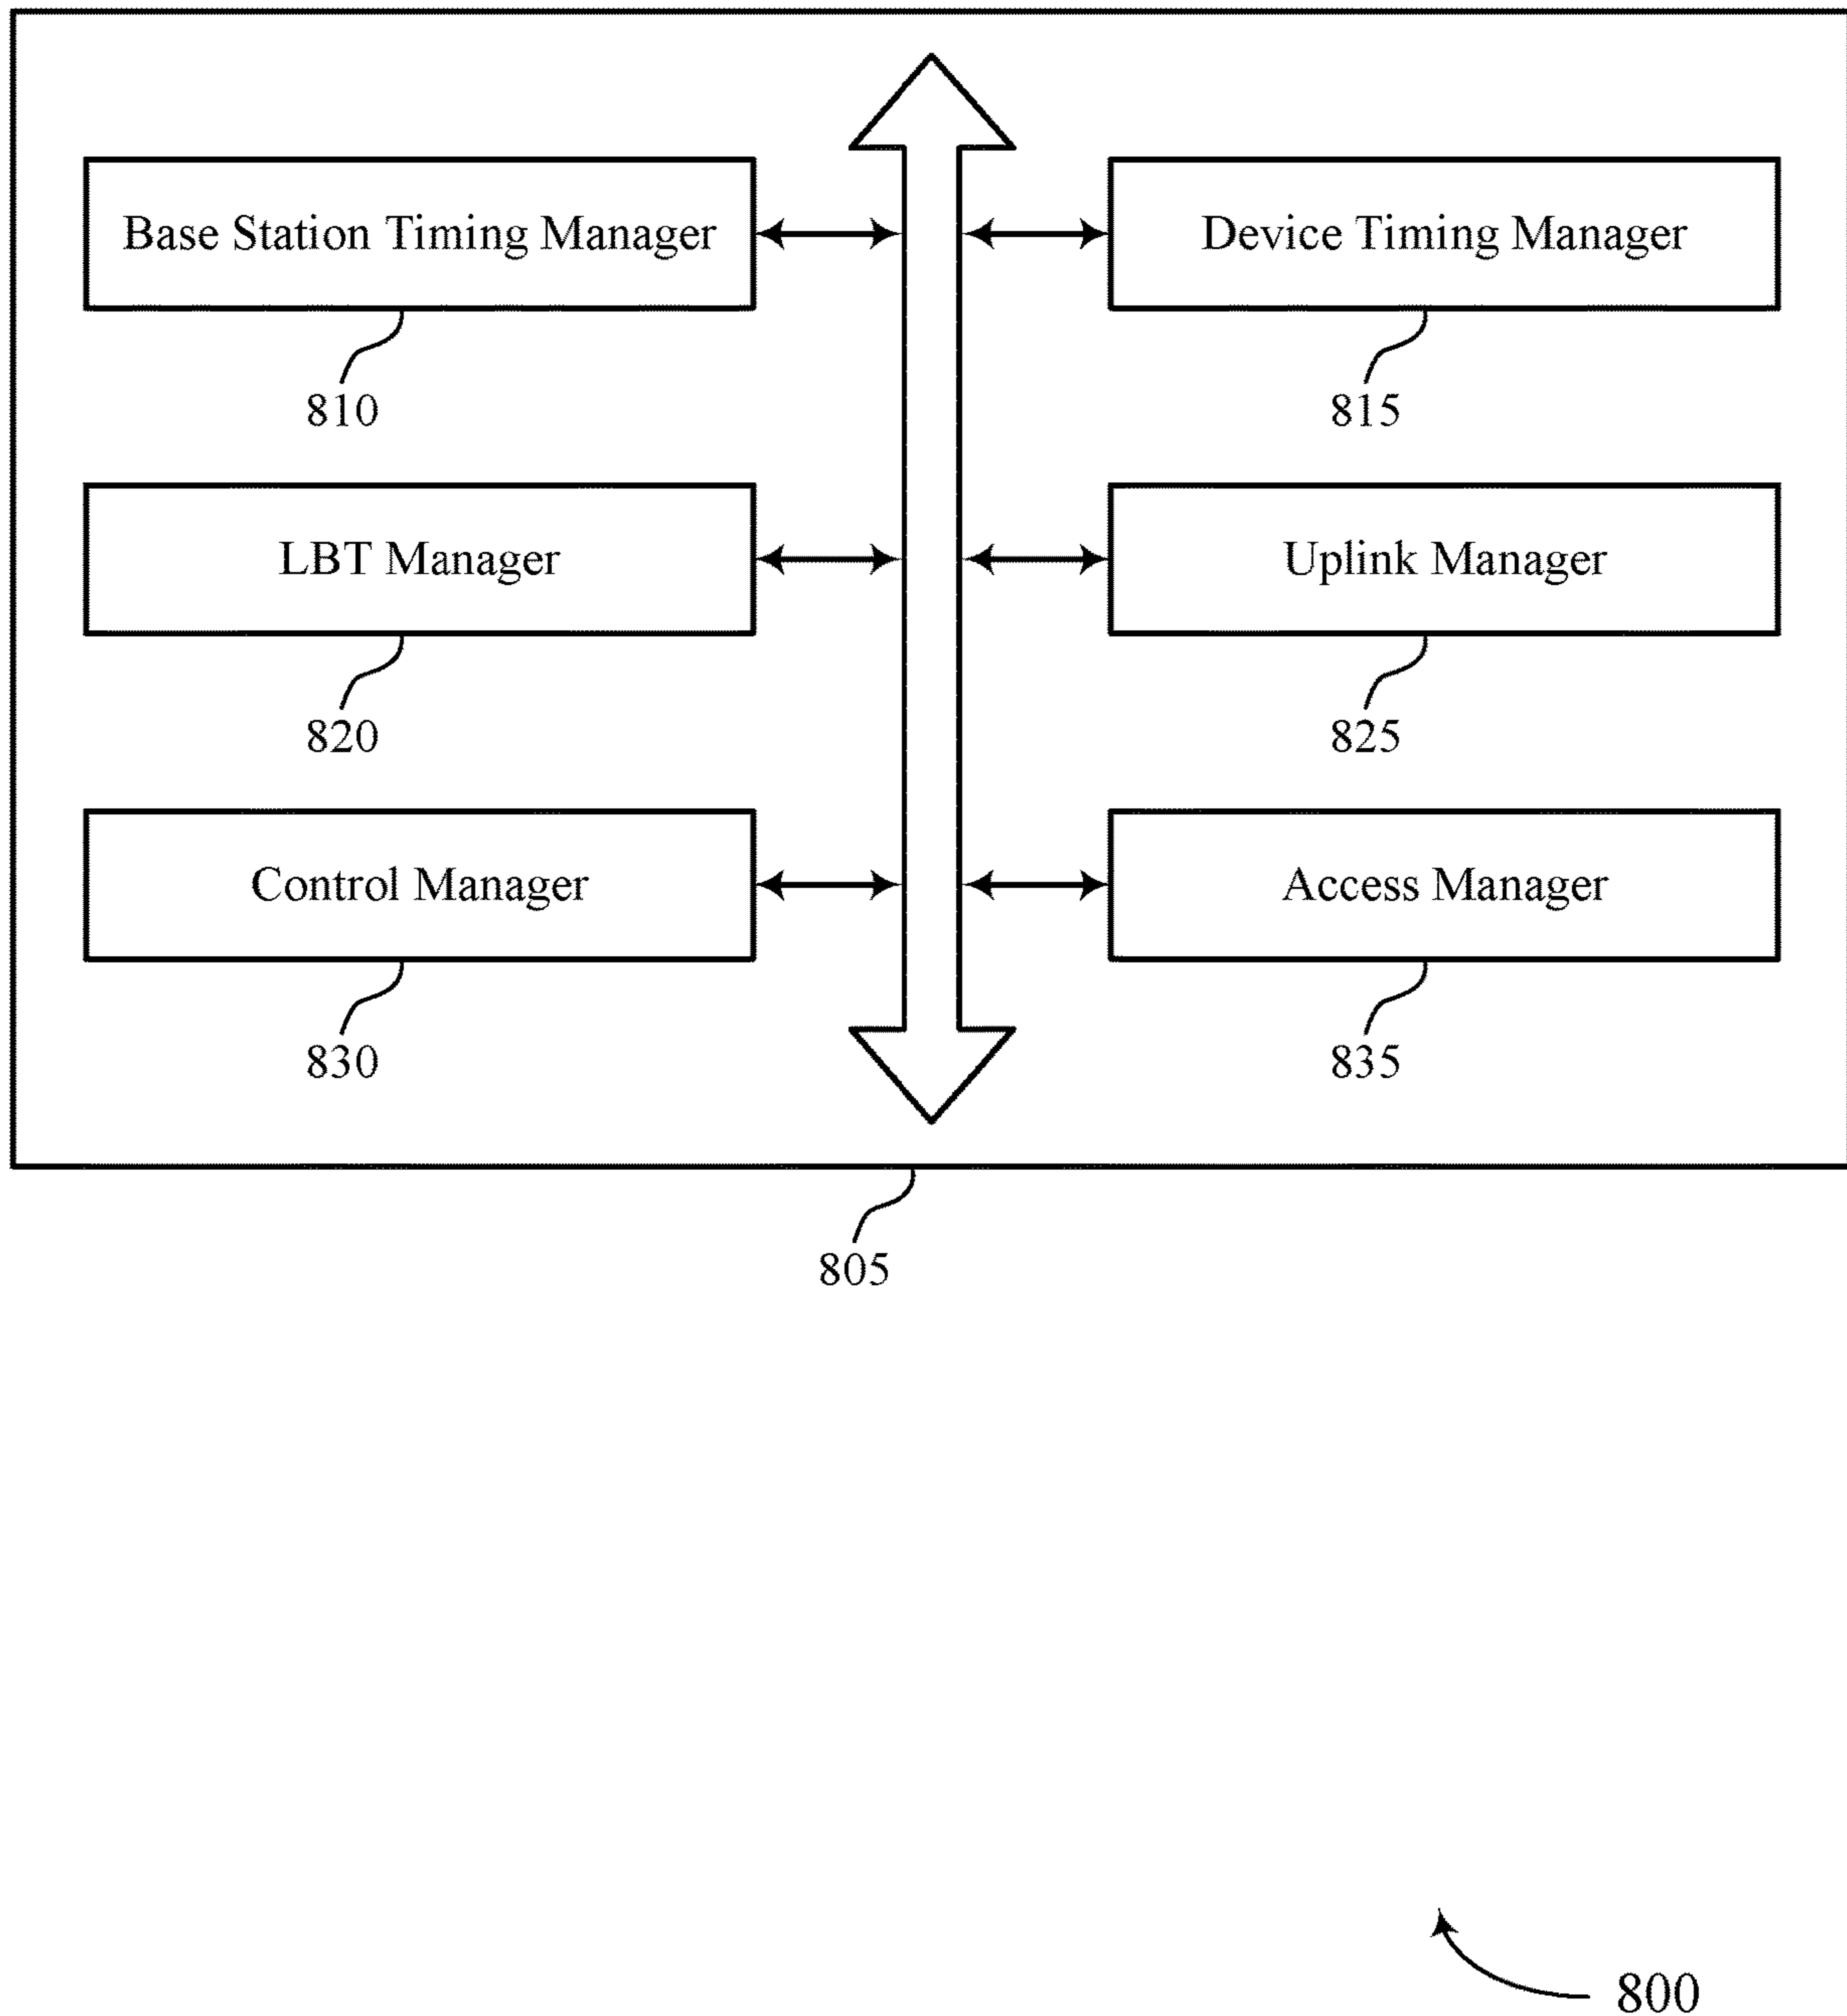 Base Station Timing Manager
Device Timing Manager
810
815
LBT Manager
Uplink Manager
820
825
Control Manager
Access Manager
830
835
805
800